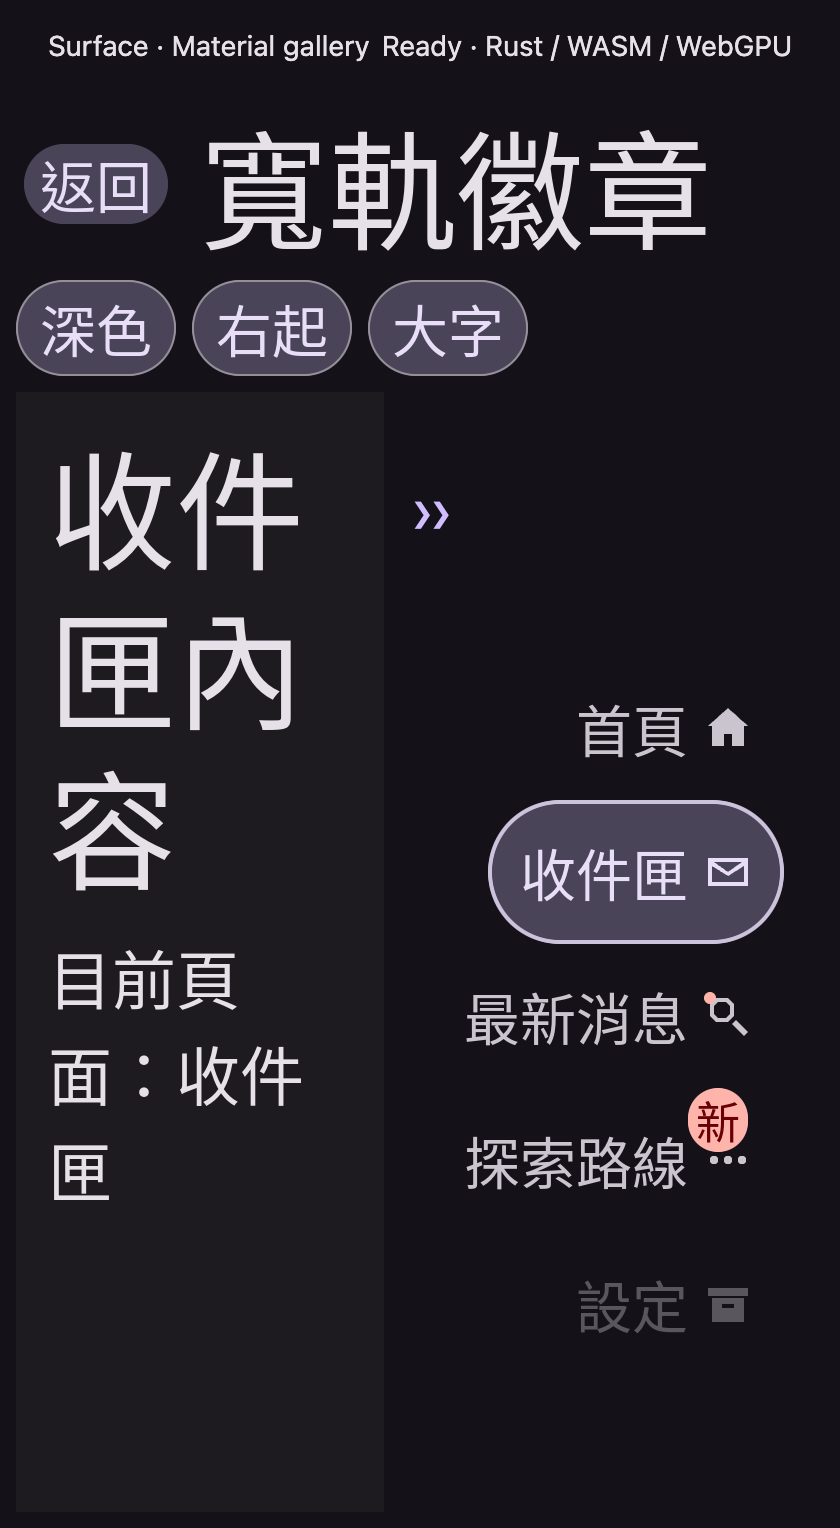 Surface · Material gallery Ready · Rust / WASM / WebGPU
返回 寬軌徽章
深色 右起 大字
收件
匣內
容
目前頁
面：收件
匣
首頁
收件匣
最新消息
新
探索路線
設定